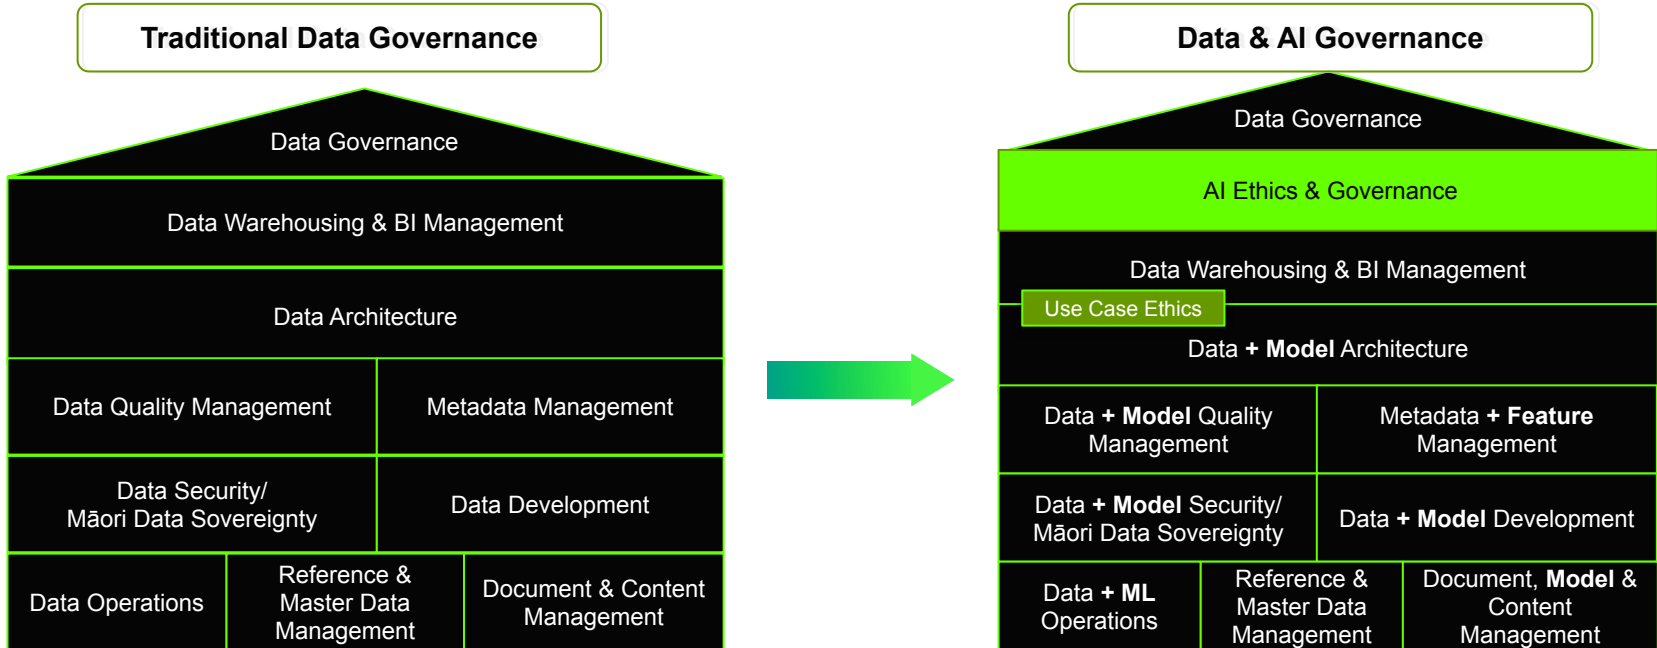 Traditional Data Governance
Data Governance
Data Warehousing & BI Management
Data Architecture
Data Quality Management
Metadata Management
Data Security/
Māori Data Sovereignty
Data Development
Data Operations
Reference &
Master Data
Management
Document & Content
Management
Data & AI Governance
Data Governance
AI Ethics & Governance
Data Warehousing & BI Management
Use Case Ethics
Data + Model Architecture
Data + Model Quality
Management
Metadata + Feature
Management
Data + Model Security/
Māori Data Sovereignty
Data + Model Development
Data + ML
Operations
Reference &
Master Data
Management
Document, Model &
Content
Management